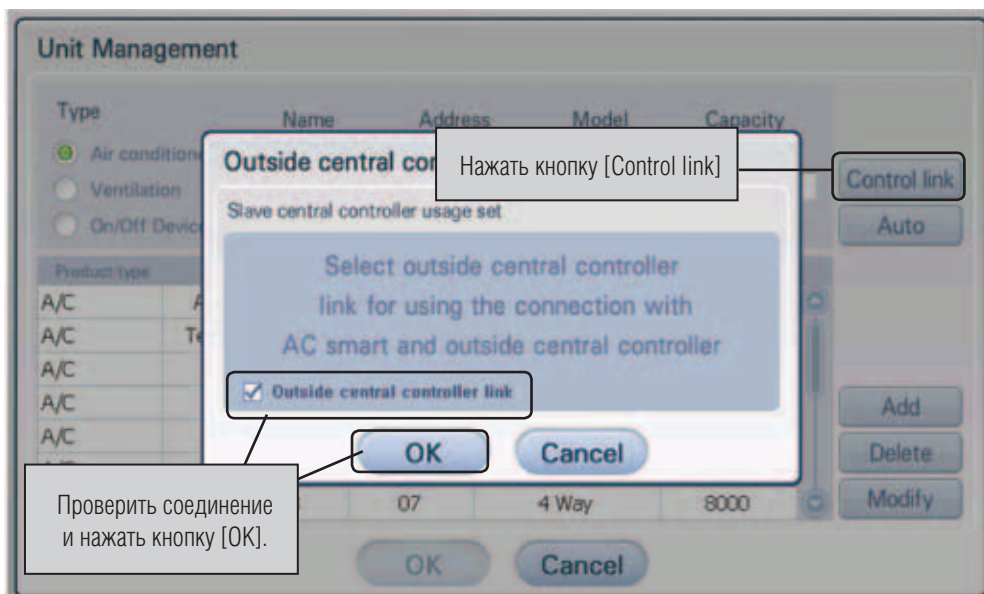 Unit Management
Type
Name Address Model Capacity
Air condition
Outside central con
Нажать кнопку [Control link]
Control link
Ventilation
Slave central controller usage set
On/Off Devic
Auto
Select outside central controller
Product type
link for using the connection with
A/C
A/C Te
AC smart and outside central controller
A/C
Outside central controller link
A/C
Add
A/C
OK Cancel
Delete
Проверить соединение
и нажать кнопку [OK].
07 4 Way 8000
Modify
OK Cancel